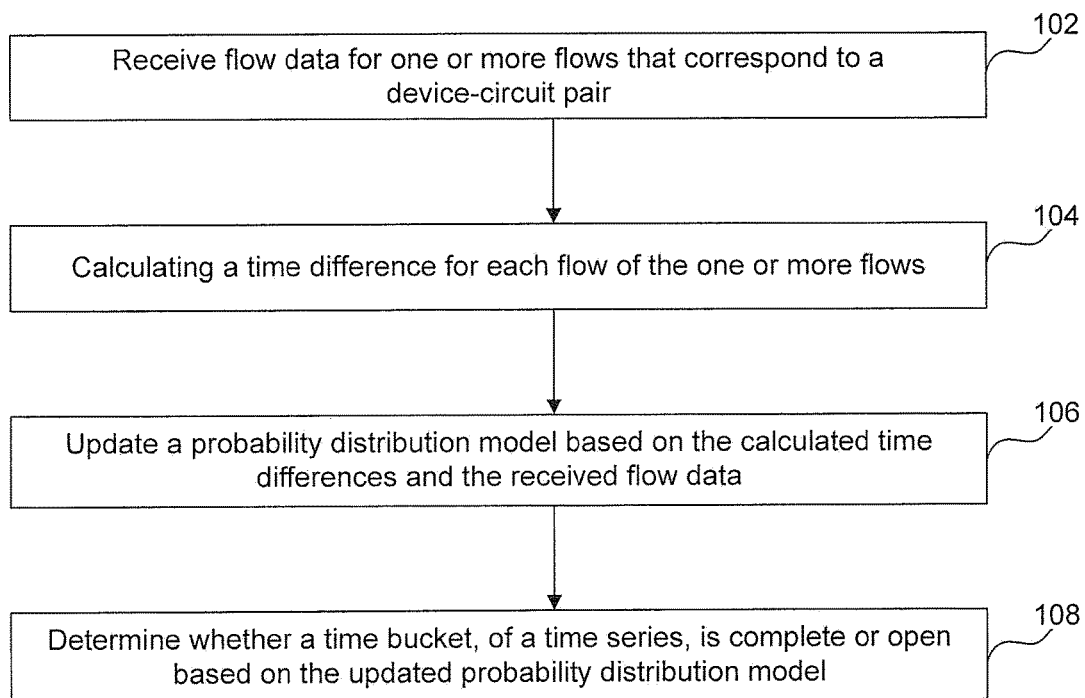 102
Receive flow data for one or more flows that correspond to a
device-circuit pair
104
Calculating a time difference for each flow of the one or more flows
106
Update a probability distribution model based on the calculated time
differences and the received flow data
108
Determine whether a time bucket, of a time series, is complete or open
based on the updated probability distribution model